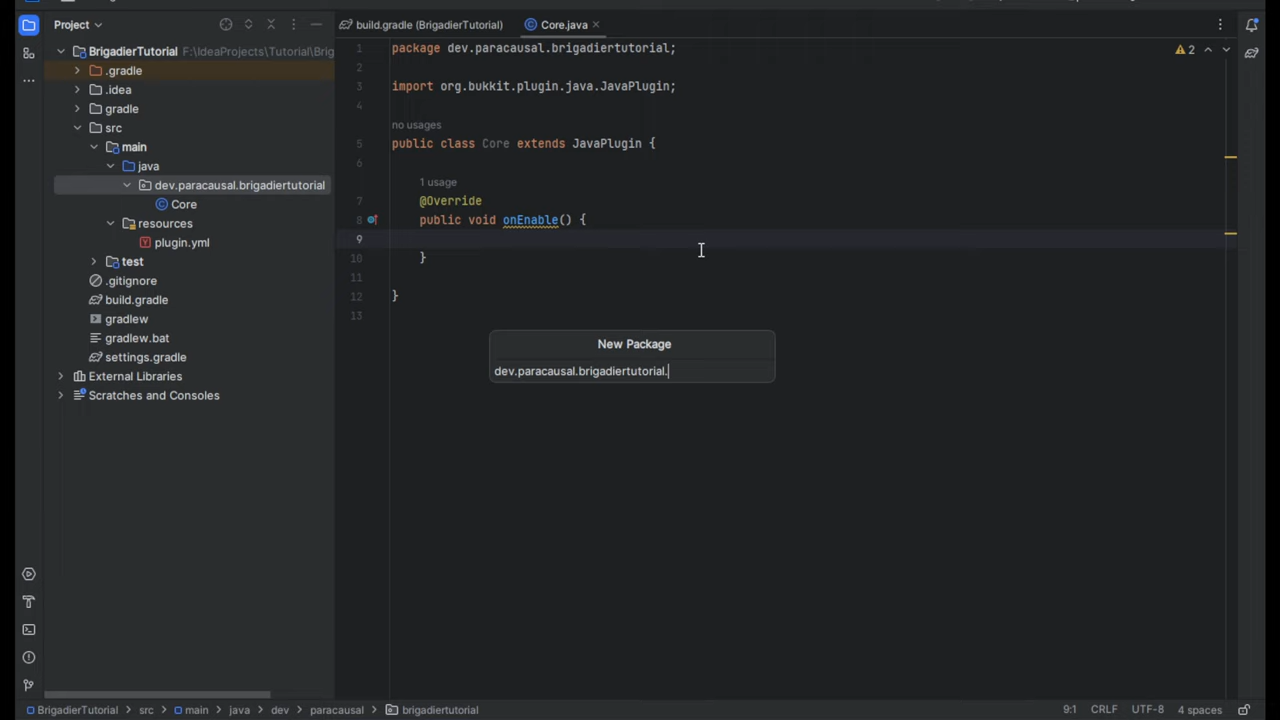 Project
build.gradle (BrigadierTutorial)
Core.java
BrigadierTutorial F:\IdeaProjects\Tutorial\Brig
.gradle
.idea
gradle
src
main
java
dev.paracausal.brigadiertutorial
Core
resources
plugin.yml
test
.gitignore
build.gradle
gradlew
gradlew.bat
settings.gradle
External Libraries
Scratches and Consoles
2
1 package dev.paracausal.brigadiertutorial;
2
3 import org.bukkit.plugin.java.JavaPlugin;
4
no usages
5 public class Core extends JavaPlugin {
6
1 usage
7 @Override
8 public void onEnable() {
9
10 }
11
12 }
13
New Package
dev.paracausal.brigadiertutorial.
BrigadierTutorial > src > main > java > dev > paracausal > brigadiertutorial
9:1 CRLF UTF-8 4 spaces